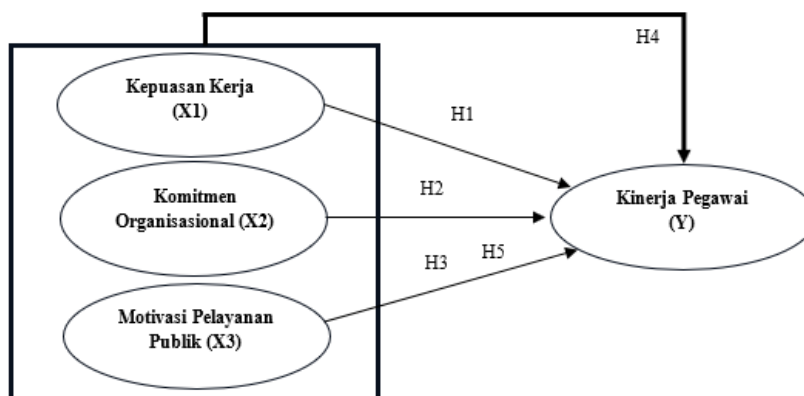 H4
Kepuasan Kerja
(X1)
H1
Komitmen
Organisasional (X2)
H2
Kinerja Pegawai
(Y)
H3
H5
Motivasi Pelayanan
Publik (X3)